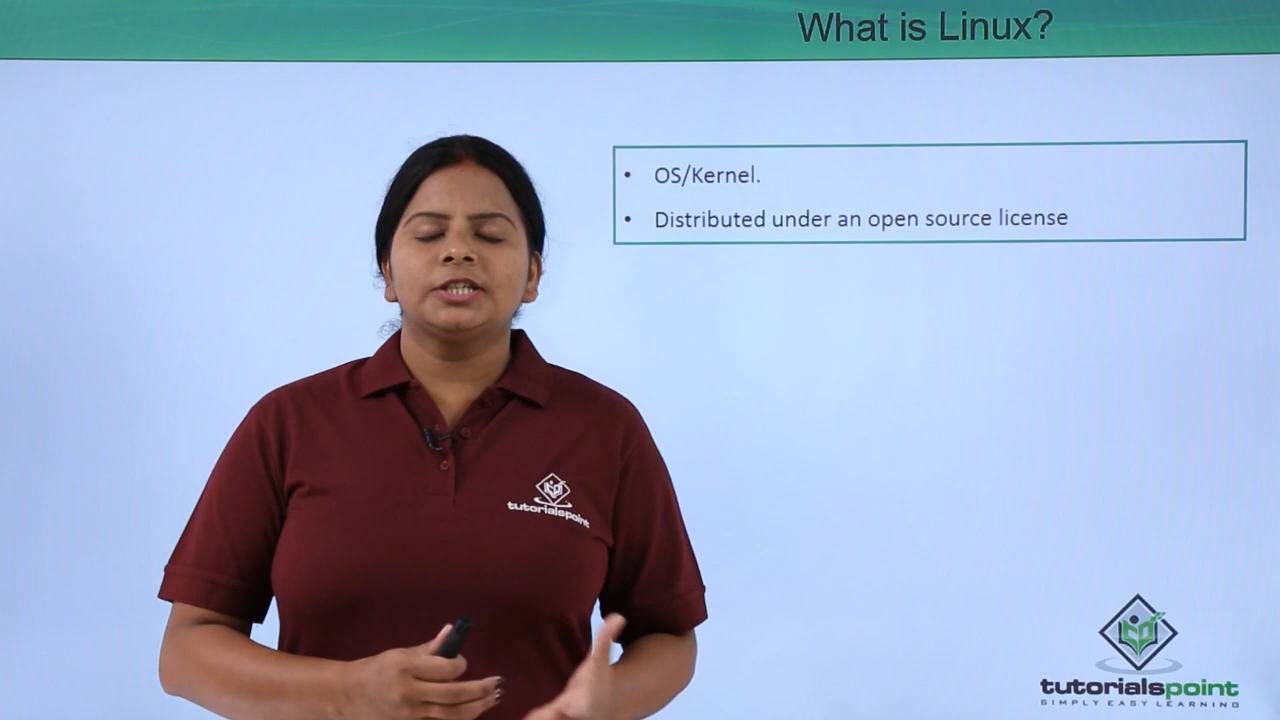 What is Linux?
• OS/Kernel.
• Distributed under an open source license
tutorialspoint
tutorialspoint
SIMPLY EASY LEARNING